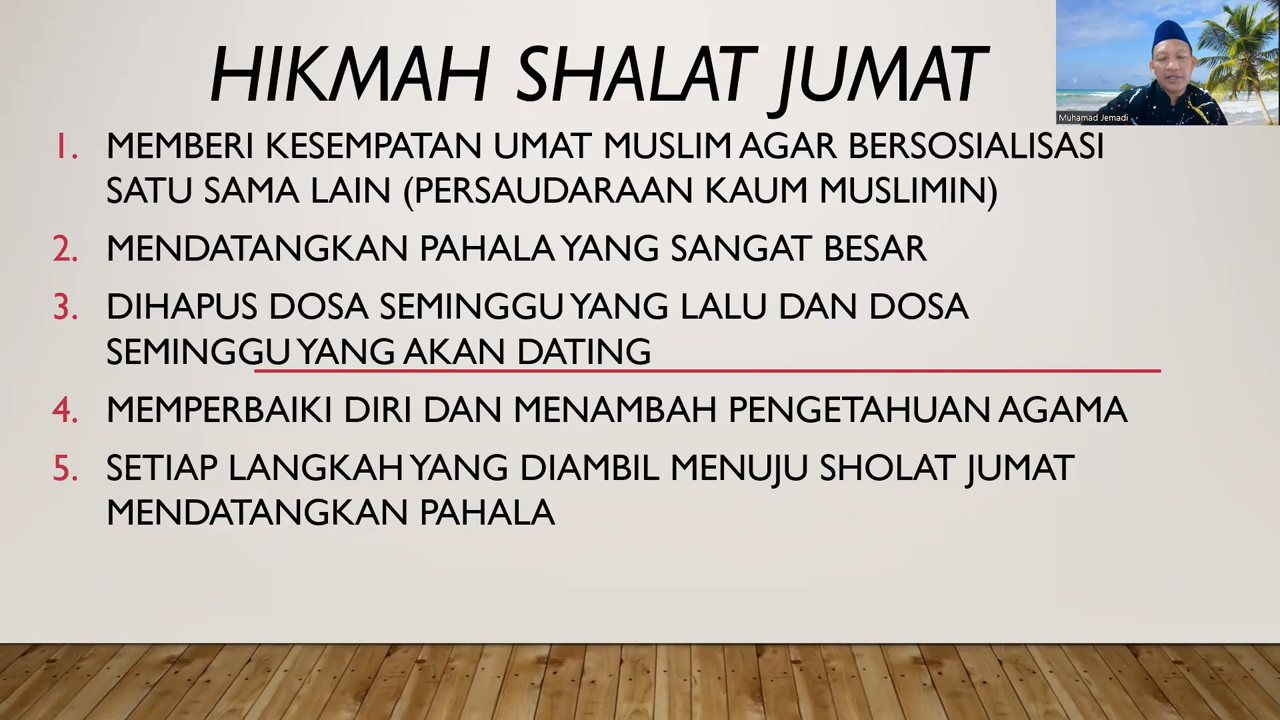 HIKMAH SHALAT JUMAT
Muhamad Jemadi
1. MEMBERI KESEMPATAN UMAT MUSLIM AGAR BERSOSIALISASI
SATU SAMA LAIN (PERSAUDARAAN KAUM MUSLIMIN)
2. MENDATANGKAN PAHALA YANG SANGAT BESAR
3. DIHAPUS DOSA SEMINGGU YANG LALU DAN DOSA
SEMINGGU YANG AKAN DATING
4. MEMPERBAIKI DIRI DAN MENAMBAH PENGETAHUAN AGAMA
5. SETIAP LANGKAH YANG DIAMBIL MENUJU SHOLAT JUMAT
MENDATANGKAN PAHALA